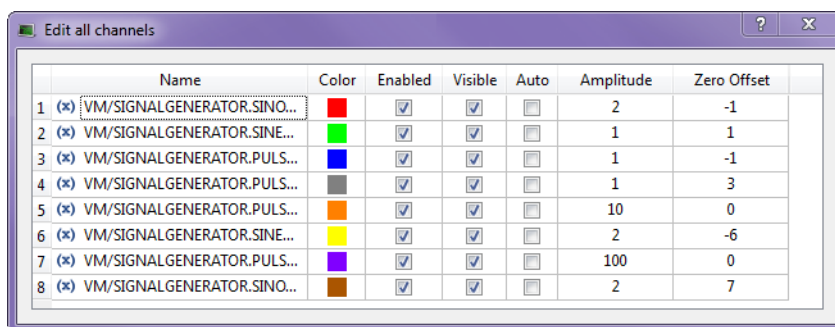 Edit all channels
Name Color Enabled Visible Auto Amplitude Zero Offset
1 (x) VM/SIGNALGENERATOR.SINO... 2 -1
2 (x) VM/SIGNALGENERATOR.SINE... 1 1
3 (x) VM/SIGNALGENERATOR.PULS... 1 -1
4 (x) VM/SIGNALGENERATOR.PULS... 1 3
5 (x) VM/SIGNALGENERATOR.PULS... 10 0
6 (x) VM/SIGNALGENERATOR.SINE... 2 -6
7 (x) VM/SIGNALGENERATOR.PULS... 100 0
8 (x) VM/SIGNALGENERATOR.SINO... 2 7